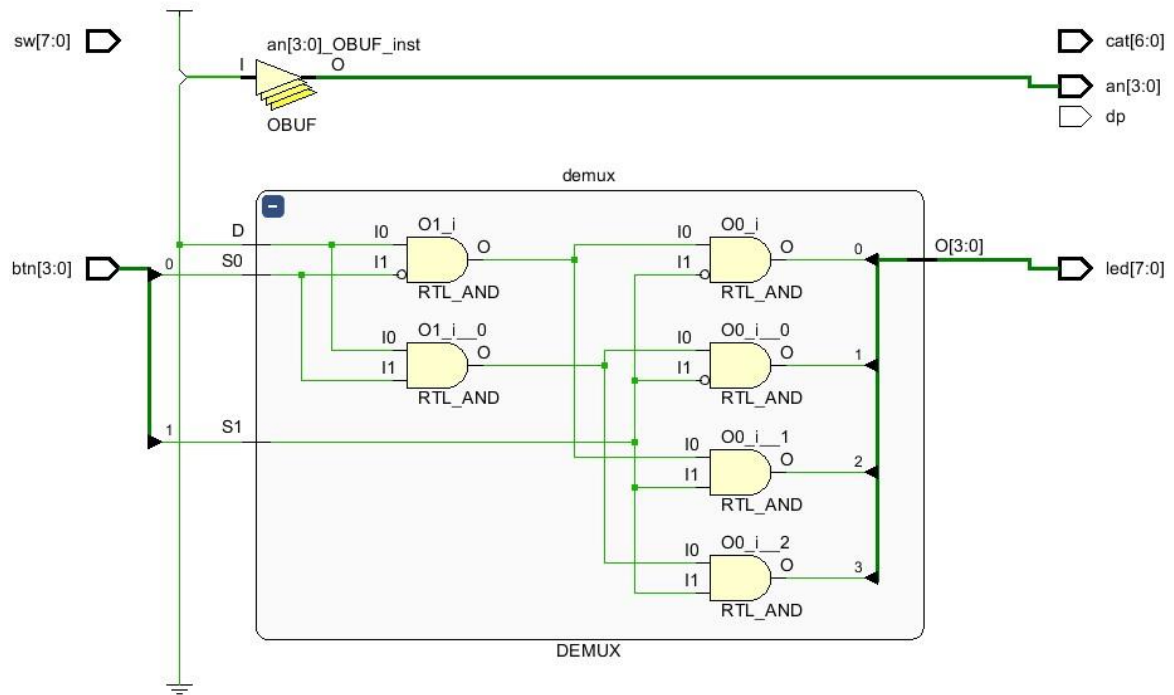 sw[7:0]
an[3:0]_OBUF_inst
I
O
OBUF
cat[6:0]
an[3:0]
dp
demux
D
btn[3:0]
0
S0
1
S1
O1_i
I0
I1
O
RTL_AND
O1_i__0
I0
I1
O
RTL_AND
O0_i
I0
I1
O
0
RTL_AND
O0_i__0
I0
I1
O
1
RTL_AND
O0_i__1
I0
I1
O
2
RTL_AND
O0_i__2
I0
I1
O
3
RTL_AND
O[3:0]
led[7:0]
DEMUX